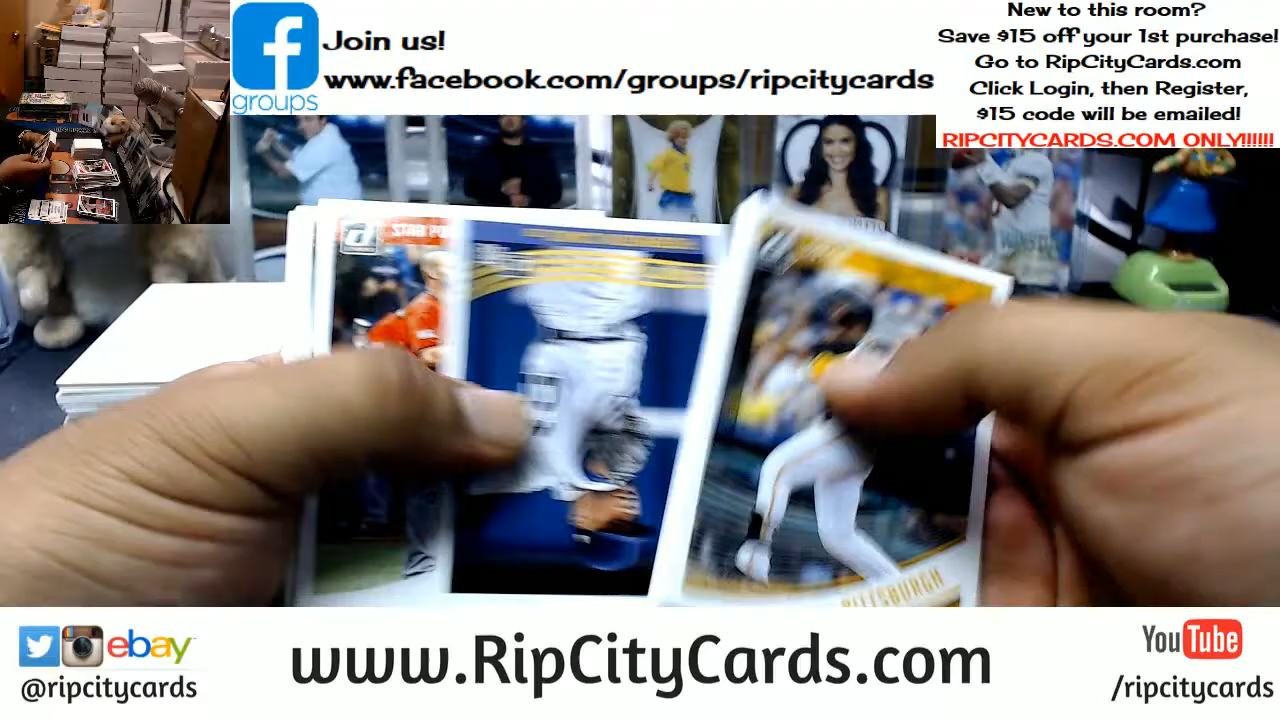 groups
Join us!
www.facebook.com/groups/ripcitycards
New to this room?
Save $15 off your 1st purchase!
Go to RipCityCards.com
Click Login, then Register,
$15 code will be emailed!
RIPCITYCARDS.COM ONLY!!!!!!
STAR PO
PITTSBURGH
ebay
@ripcitycards
www.RipCityCards.com
YouTube
/ripcitycards